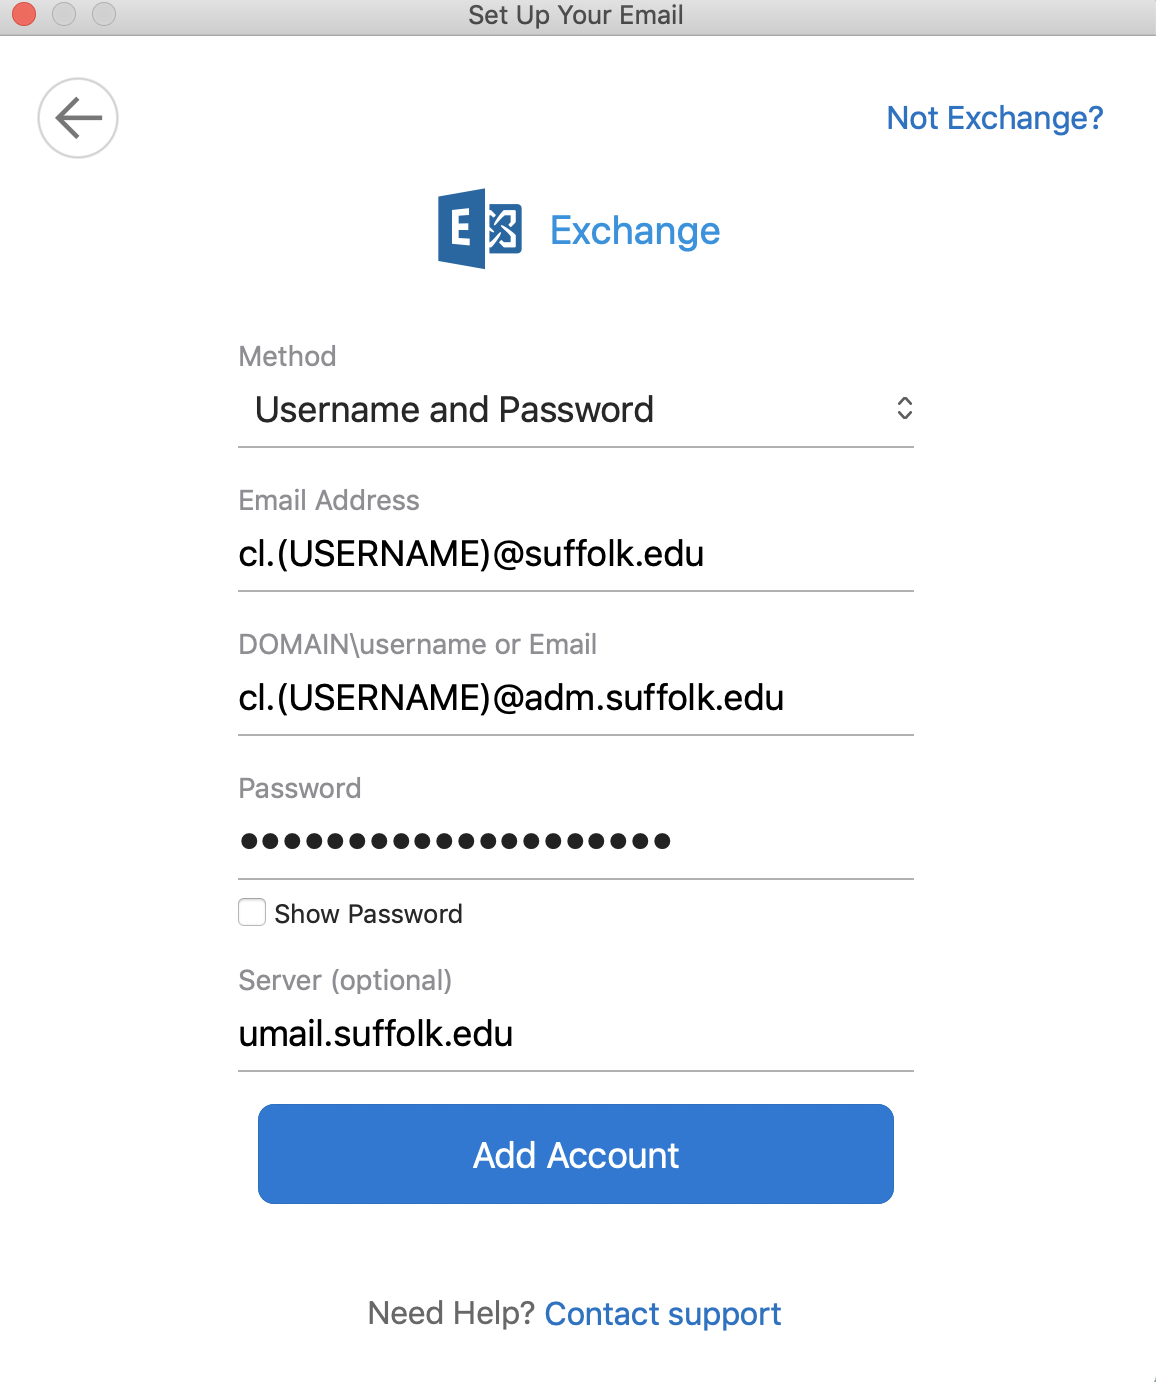 Set Up Your Email
Not Exchange?
E Exchange
Method
Username and Password
Email Address
cl.(USERNAME)@suffolk.edu
DOMAIN\username or Email
cl.(USERNAME)@adm.suffolk.edu
Password
●●●●●●●●●●●●●●●●●●●●
Show Password
Server (optional)
umail.suffolk.edu
Add Account
Need Help? Contact support